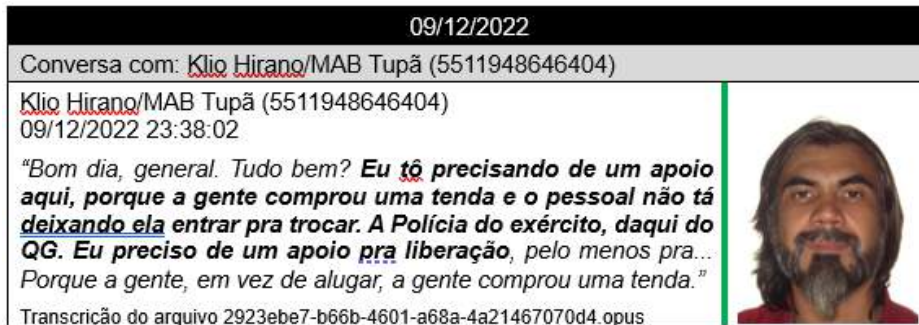 09/12/2022
Conversa com: Klio Hirano/MAB Tupã (5511948646404)
Klio Hirano/MAB Tupã (5511948646404)
09/12/2022 23:38:02
“Bom dia, general. Tudo bem? Eu tô precisando de um apoio
aqui, porque a gente comprou uma tenda e o pessoal não tá
deixando ela entrar pra trocar. A Polícia do exército, daqui do
QG. Eu preciso de um apoio pra liberação, pelo menos pra...
Porque a gente, em vez de alugar, a gente comprou uma tenda.”
Transcrição do arquivo 2923ebe7-b66b-4601-a68a-4a21467070d4.opus